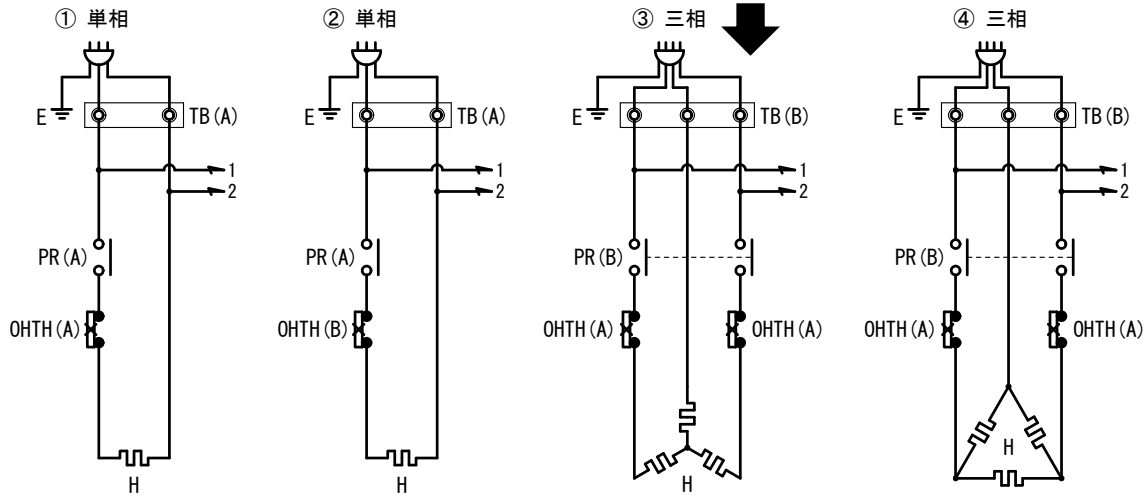 ① 単相
E
TB(A)
1
2
PR(A)
OHTH(A)
H
② 単相
E
TB(A)
1
2
PR(A)
OHTH(B)
H
③ 三相
E
TB(B)
1
2
PR(B)
OHTH(A)
OHTH(A)
H
④ 三相
E
TB(B)
1
2
PR(B)
OHTH(A)
OHTH(A)
H